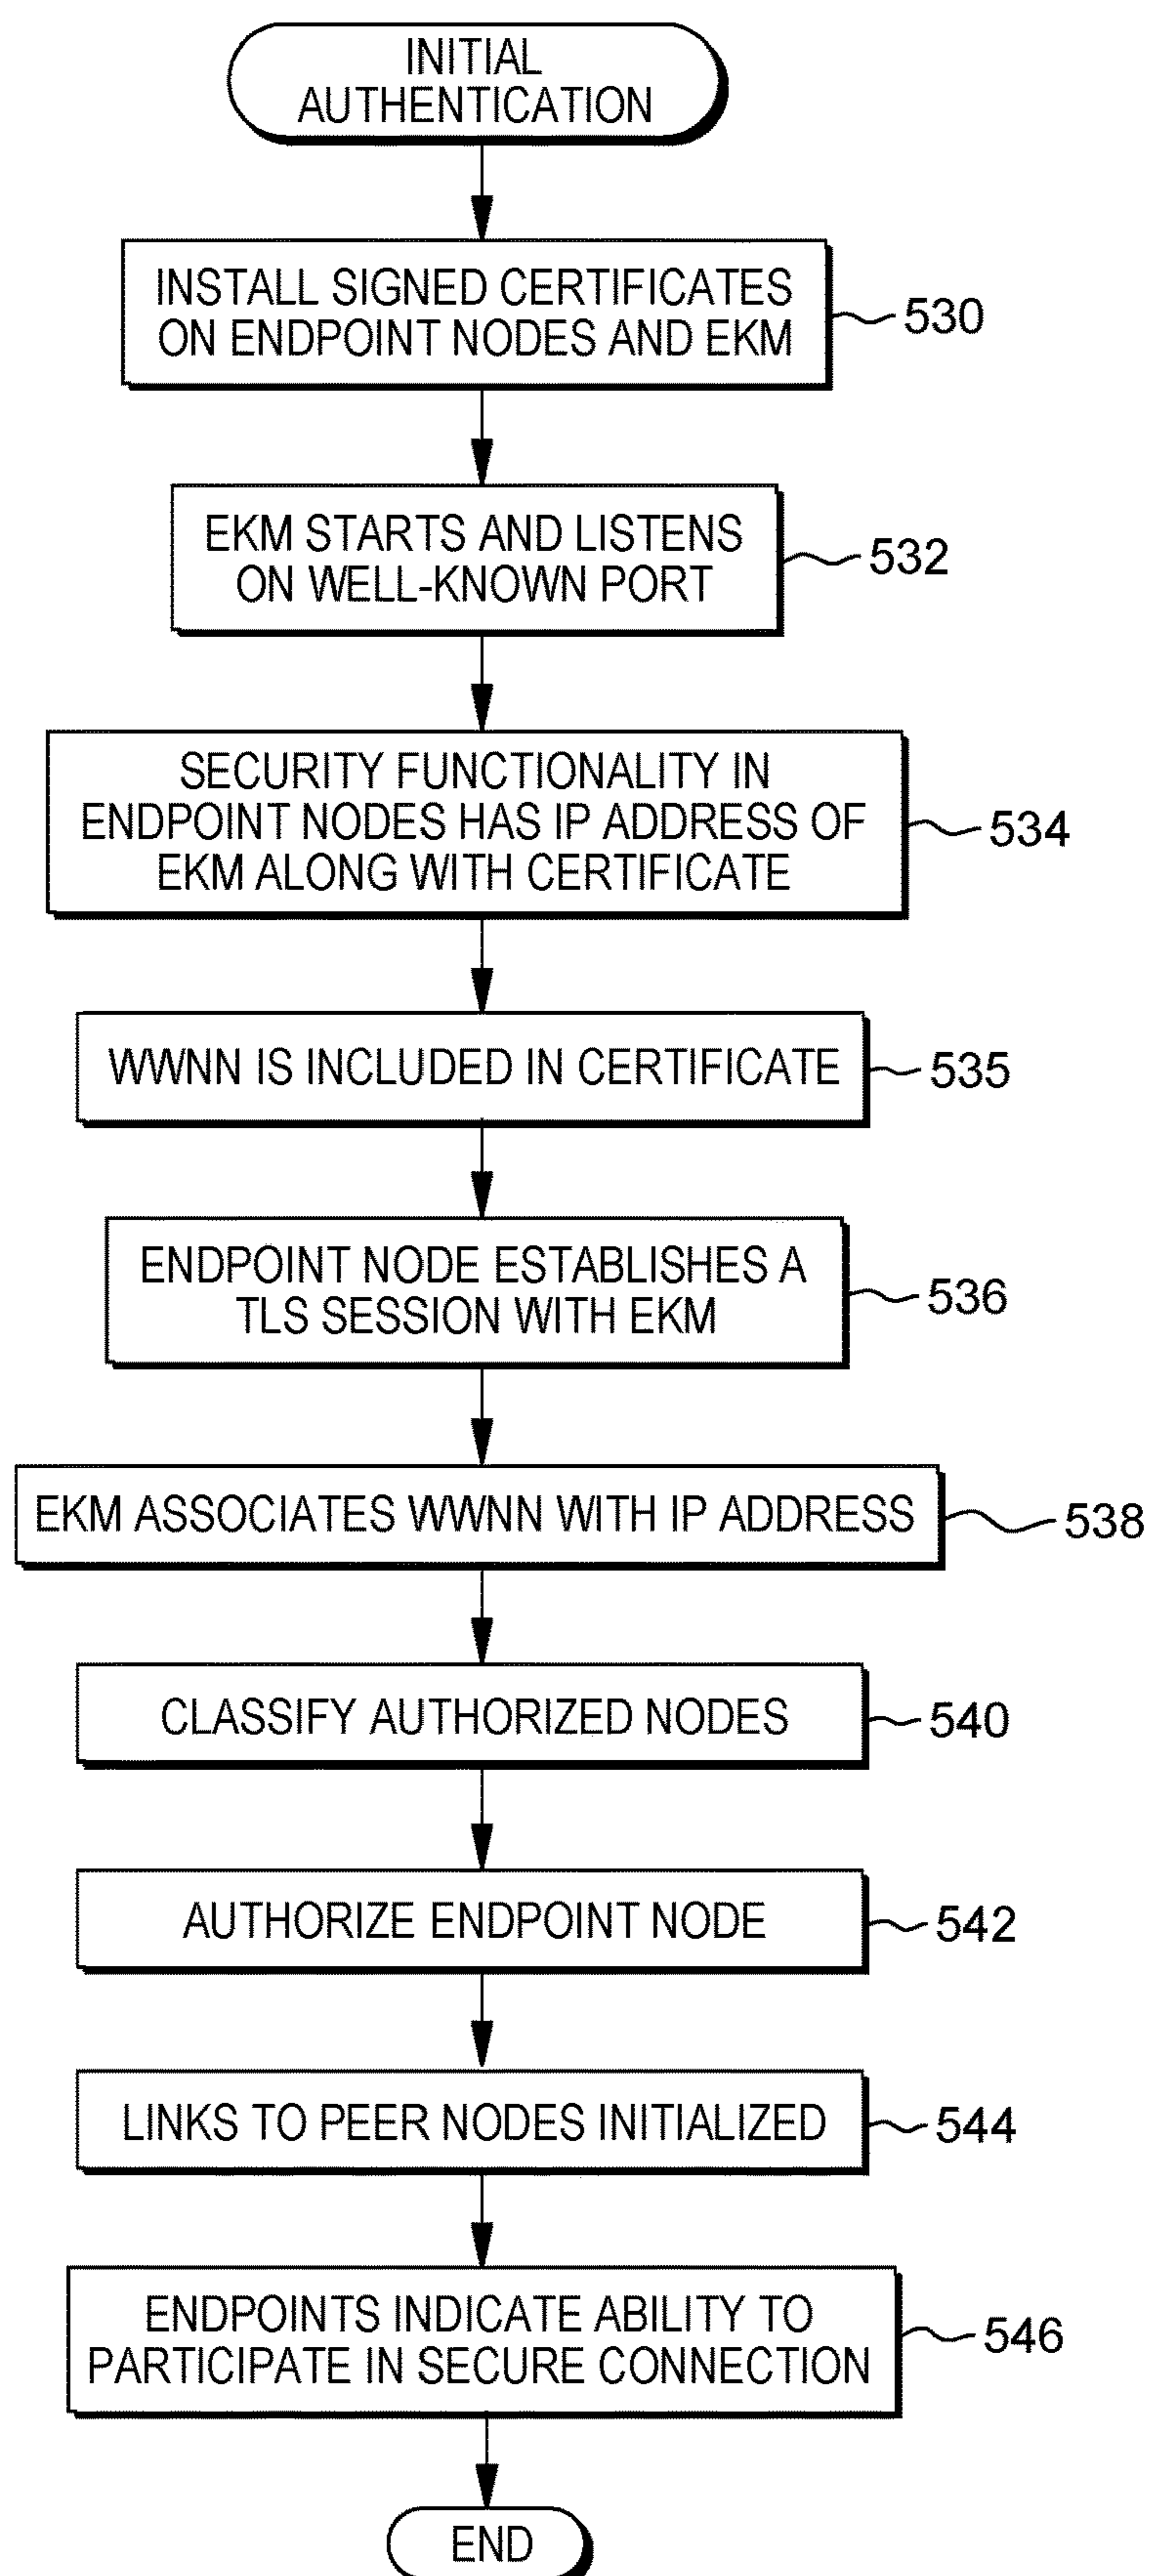 INITIAL
AUTHENTICATION
INSTALL SIGNED CERTIFICATES
ON ENDPOINT NODES AND EKM
530
EKM STARTS AND LISTENS
ON WELL-KNOWN PORT
532
SECURITY FUNCTIONALITY IN
ENDPOINT NODES HAS IP ADDRESS OF
EKM ALONG WITH CERTIFICATE
534
WWNN IS INCLUDED IN CERTIFICATE
535
ENDPOINT NODE ESTABLISHES A
TLS SESSION WITH EKM
536
EKM ASSOCIATES WWNN WITH IP ADDRESS
538
CLASSIFY AUTHORIZED NODES
540
AUTHORIZE ENDPOINT NODE
542
LINKS TO PEER NODES INITIALIZED
544
ENDPOINTS INDICATE ABILITY TO
PARTICIPATE IN SECURE CONNECTION
546
END